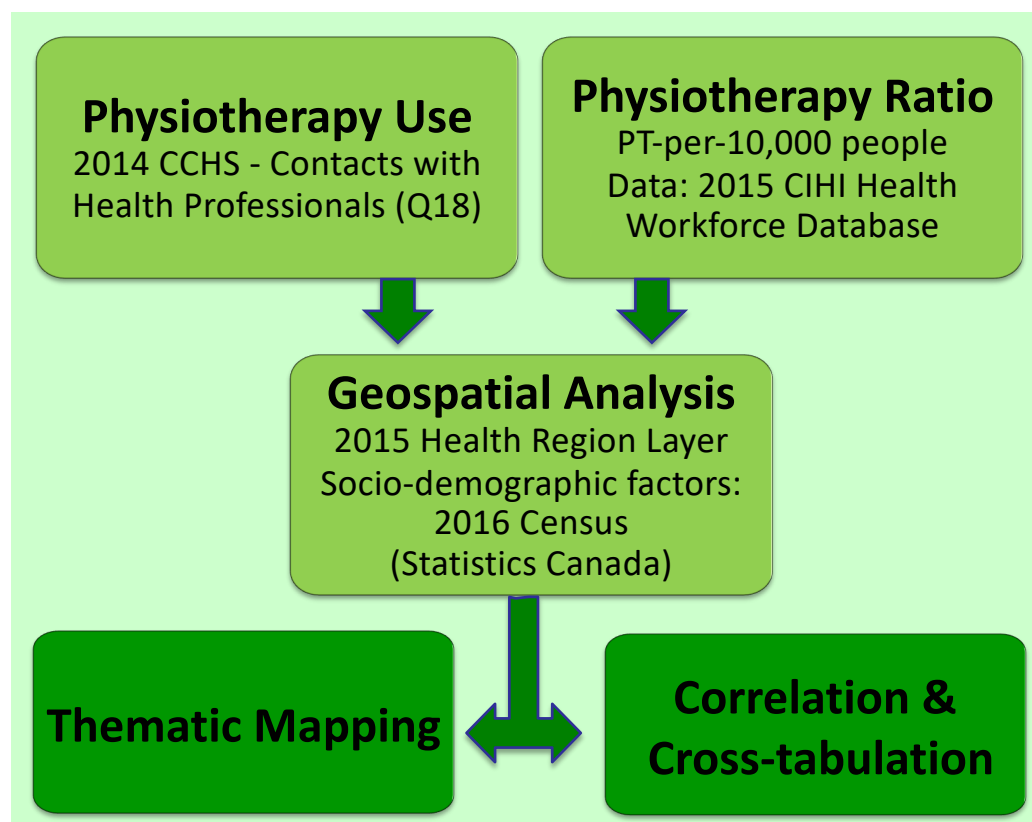 Physiotherapy Use
2014 CCHS - Contacts with
Health Professionals (Q18)
Physiotherapy Ratio
PT-per-10,000 people
Data: 2015 CIHI Health
Workforce Database
Geospatial Analysis
2015 Health Region Layer
Socio-demographic factors:
2016 Census
(Statistics Canada)
Thematic Mapping
Correlation &
Cross-tabulation